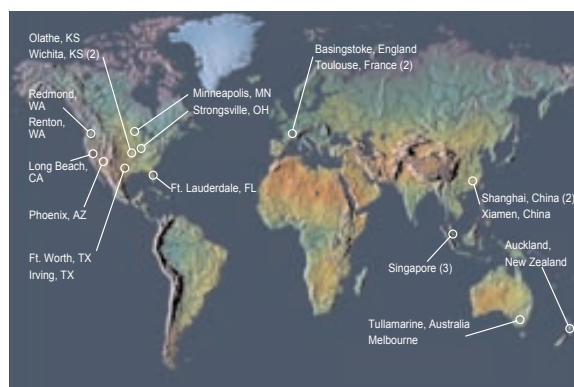 Olathe, KS
Wichita, KS (2)
Basingstoke, England
Toulouse, France (2)
Redmond,
WA
Renton,
WA
Minneapolis, MN
Strongsville, OH
Long Beach,
CA
Ft. Lauderdale, FL
Phoenix, AZ
Shanghai, China (2)
Xiamen, China
Ft. Worth, TX
Irving, TX
Singapore (3)
Auckland,
New Zealand
Tullamarine, Australia
Melbourne